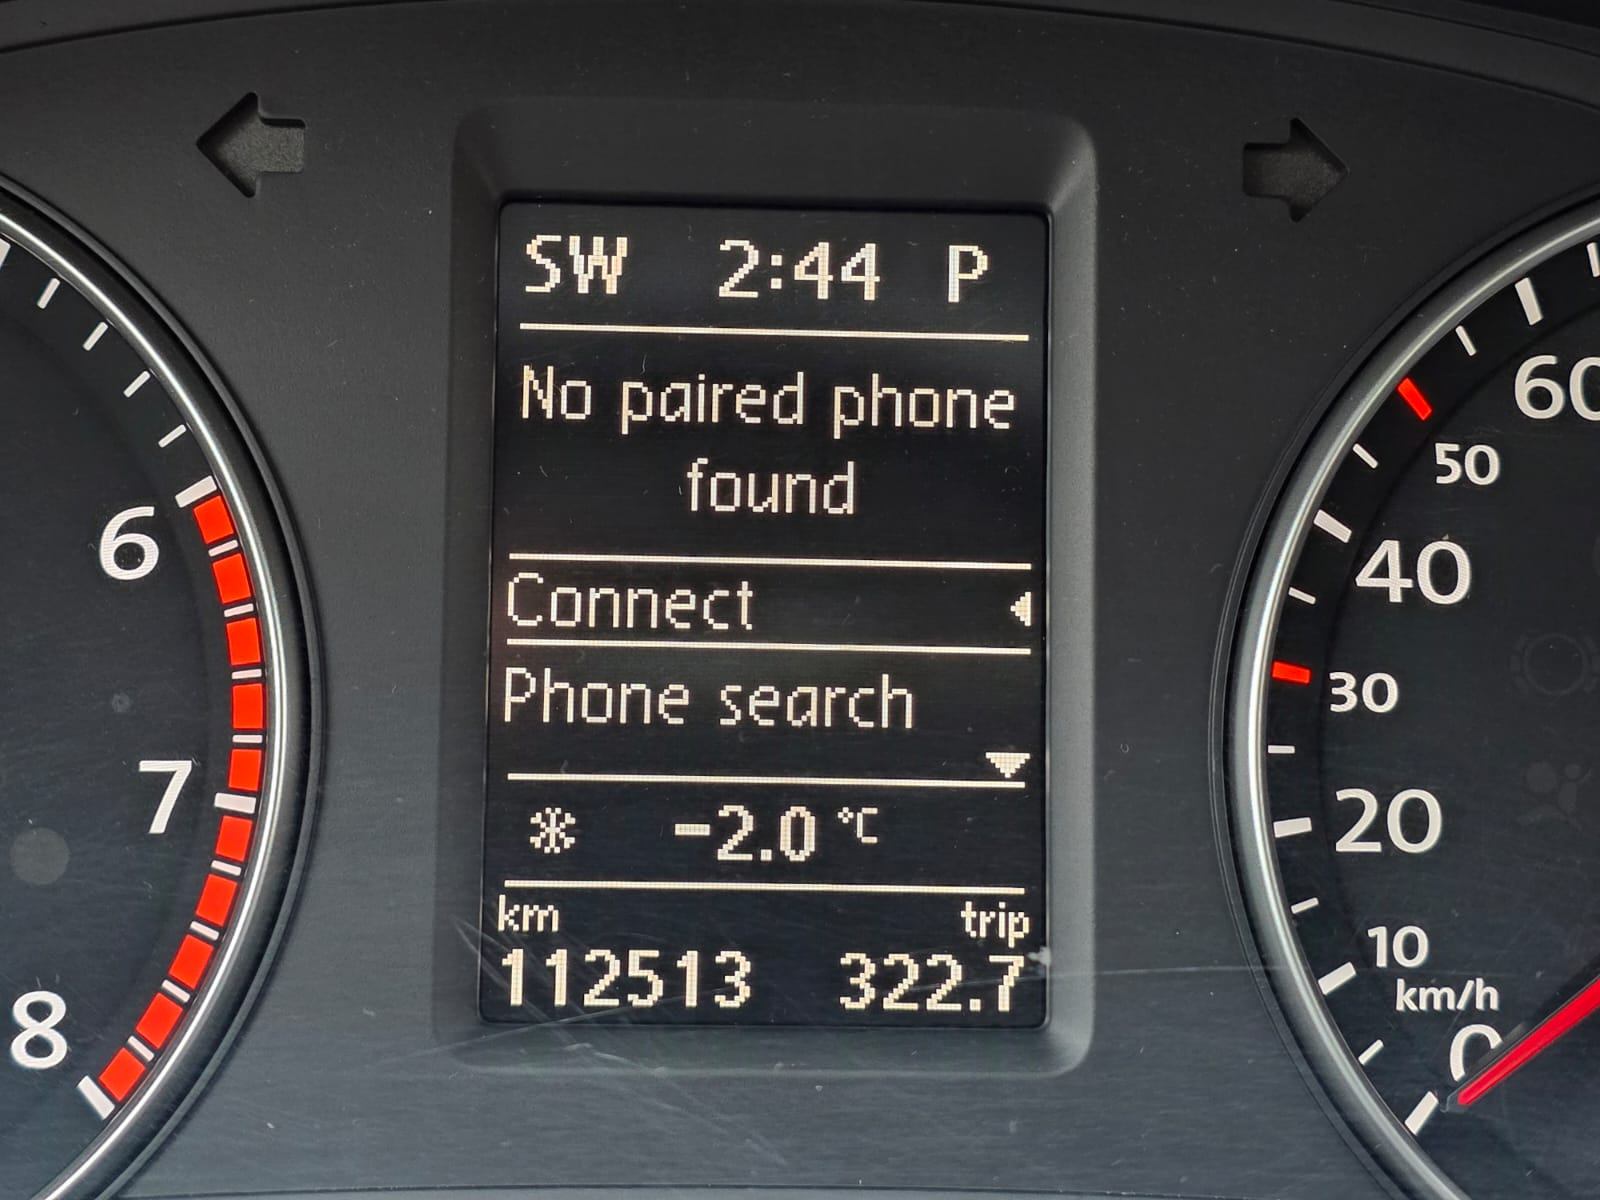 SW 2:44 P
No paired phone
found
Connect
Phone search
-2.0 °C
km trip
112513 322.7
6
7
8
60
50
40
30
20
10
km/h
0